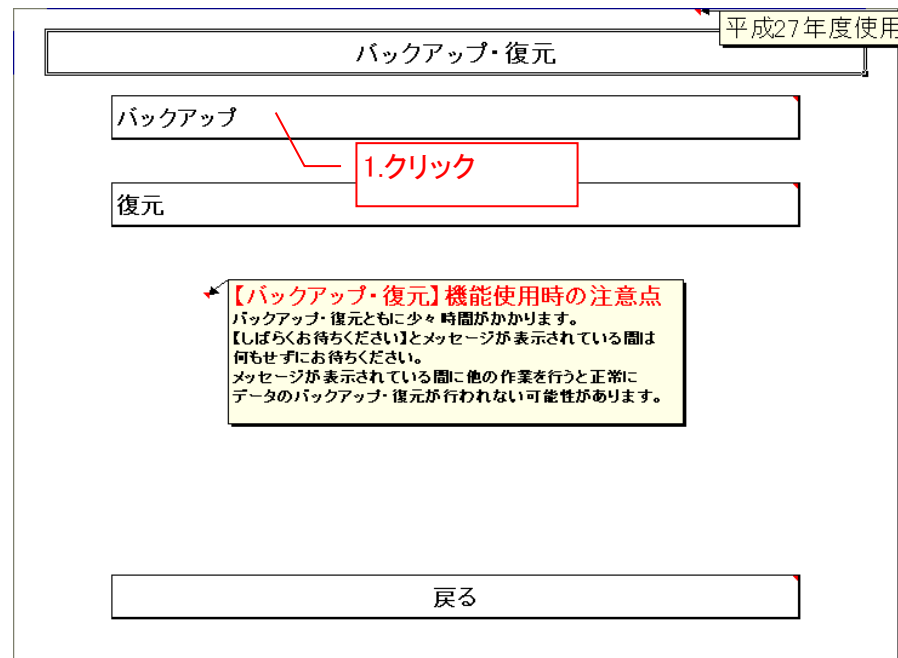 平成27年度使用
バックアップ・復元
バックアップ
1.クリック
復元
【バックアップ・復元】機能使用時の注意点
バックアップ・復元ともに少々時間がかかります。
【しばらくお待ちください】とメッセージが表示されている間は
何もせずにお待ちください。
メッセージが表示されている間に他の作業を行うと正常に
データのバックアップ・復元が行われない可能性があります。
戻る